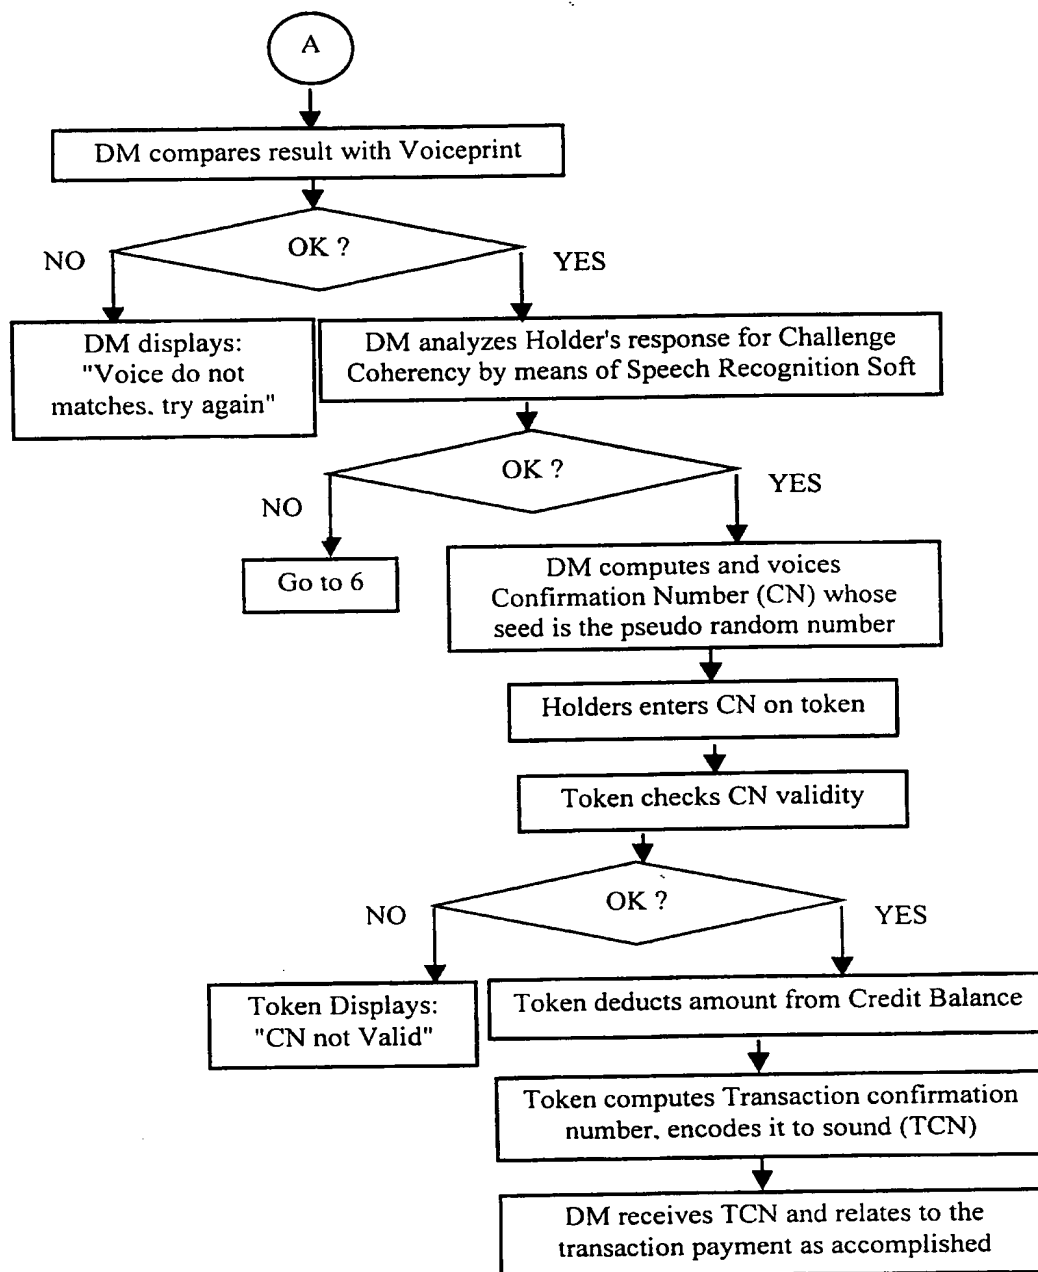 A
DM compares result with Voiceprint
OK ?
NO
YES
DM displays:
"Voice do not
matches. try again"
DM analyzes Holder's response for Challenge
Coherency by means of Speech Recognition Soft
OK ?
NO
YES
Go to 6
DM computes and voices
Confirmation Number (CN) whose
seed is the pseudo random number
Holders enters CN on token
Token checks CN validity
OK ?
NO
YES
Token Displays:
"CN not Valid"
Token deducts amount from Credit Balance
Token computes Transaction confirmation
number. encodes it to sound (TCN)
DM receives TCN and relates to the
transaction payment as accomplished